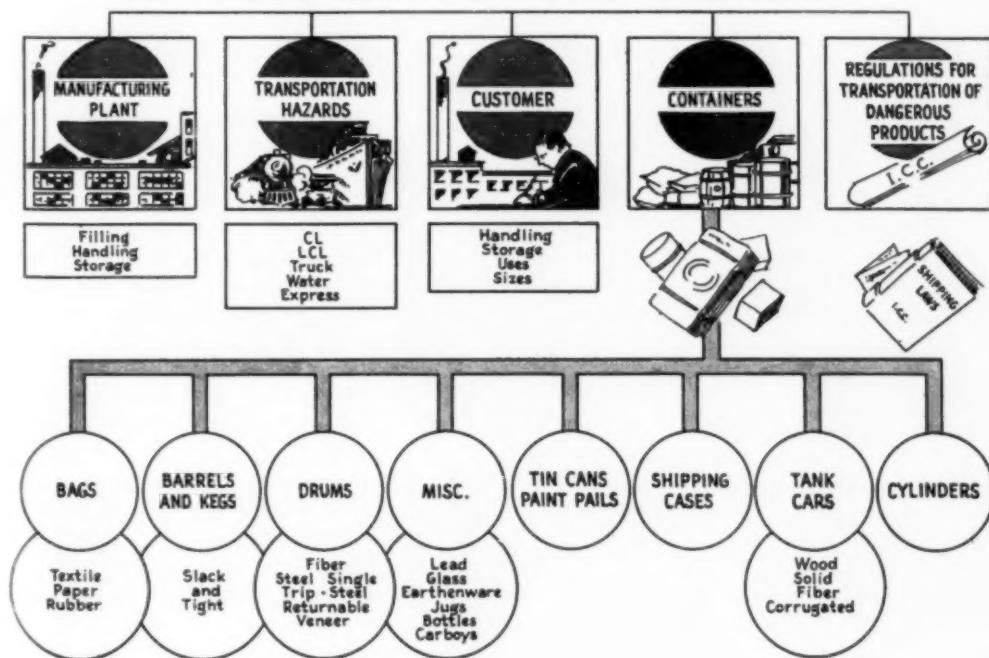 MANUFACTURING
PLANT
TRANSPORTATION
HAZARDS
CUSTOMER
CONTAINERS
REGULATIONS FOR
TRANSPORTATION OF
DANGEROUS
PRODUCTS
I.C.C.
Filling
Handling
Storage
CL
LCL
Truck
Water
Express
Handling
Storage
Uses
Sizes
SHIPPING
LAWS
I.C.C.
BAGS
BARRELS
AND KEGS
DRUMS
MISC.
TIN CANS
PAINT PAILS
SHIPPING
CASES
TANK
CARS
CYLINDERS
Textile
Paper
Rubber
Slack
and
Tight
Fiber
Steel Single
Trip - Steel
Returnable
Veneer
Lead
Glass
Earthenware
Jugs
Bottles
Carboys
Wood
Solid
Fiber
Corrugated